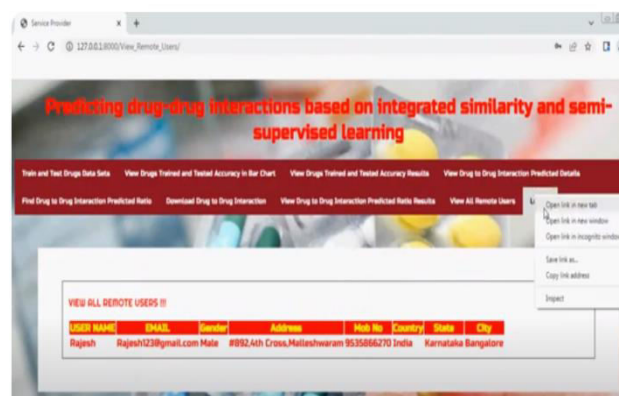 Service Provider
127.0.0.1:8000/View_Remote_Users/
Predicting drug-drug interactions based on integrated similarity and semi-
supervised learning
Train and Test Drugs Data Sets View Drugs Trained and Tested Accuracy in Bar Chart View Drugs Trained and Tested Accuracy Results View Drug to Drug Interaction Predicted Details
Find Drug to Drug Interaction Predicted Ratio Download Drug to Drug Interaction View Drug to Drug Interaction Predicted Ratio Results View All Remote Users
Open link in new tab
Open link in new window
Open link in incognito window
Save link as...
Copy link address
Inspect
VIEW ALL REMOTE USERS !!!
USER NAME EMAIL Gender Address Mob No Country State City
Rajesh Rajesh123@gmail.com Male #892,4th Cross,Malleshwaram 9535866270 India Karnataka Bangalore